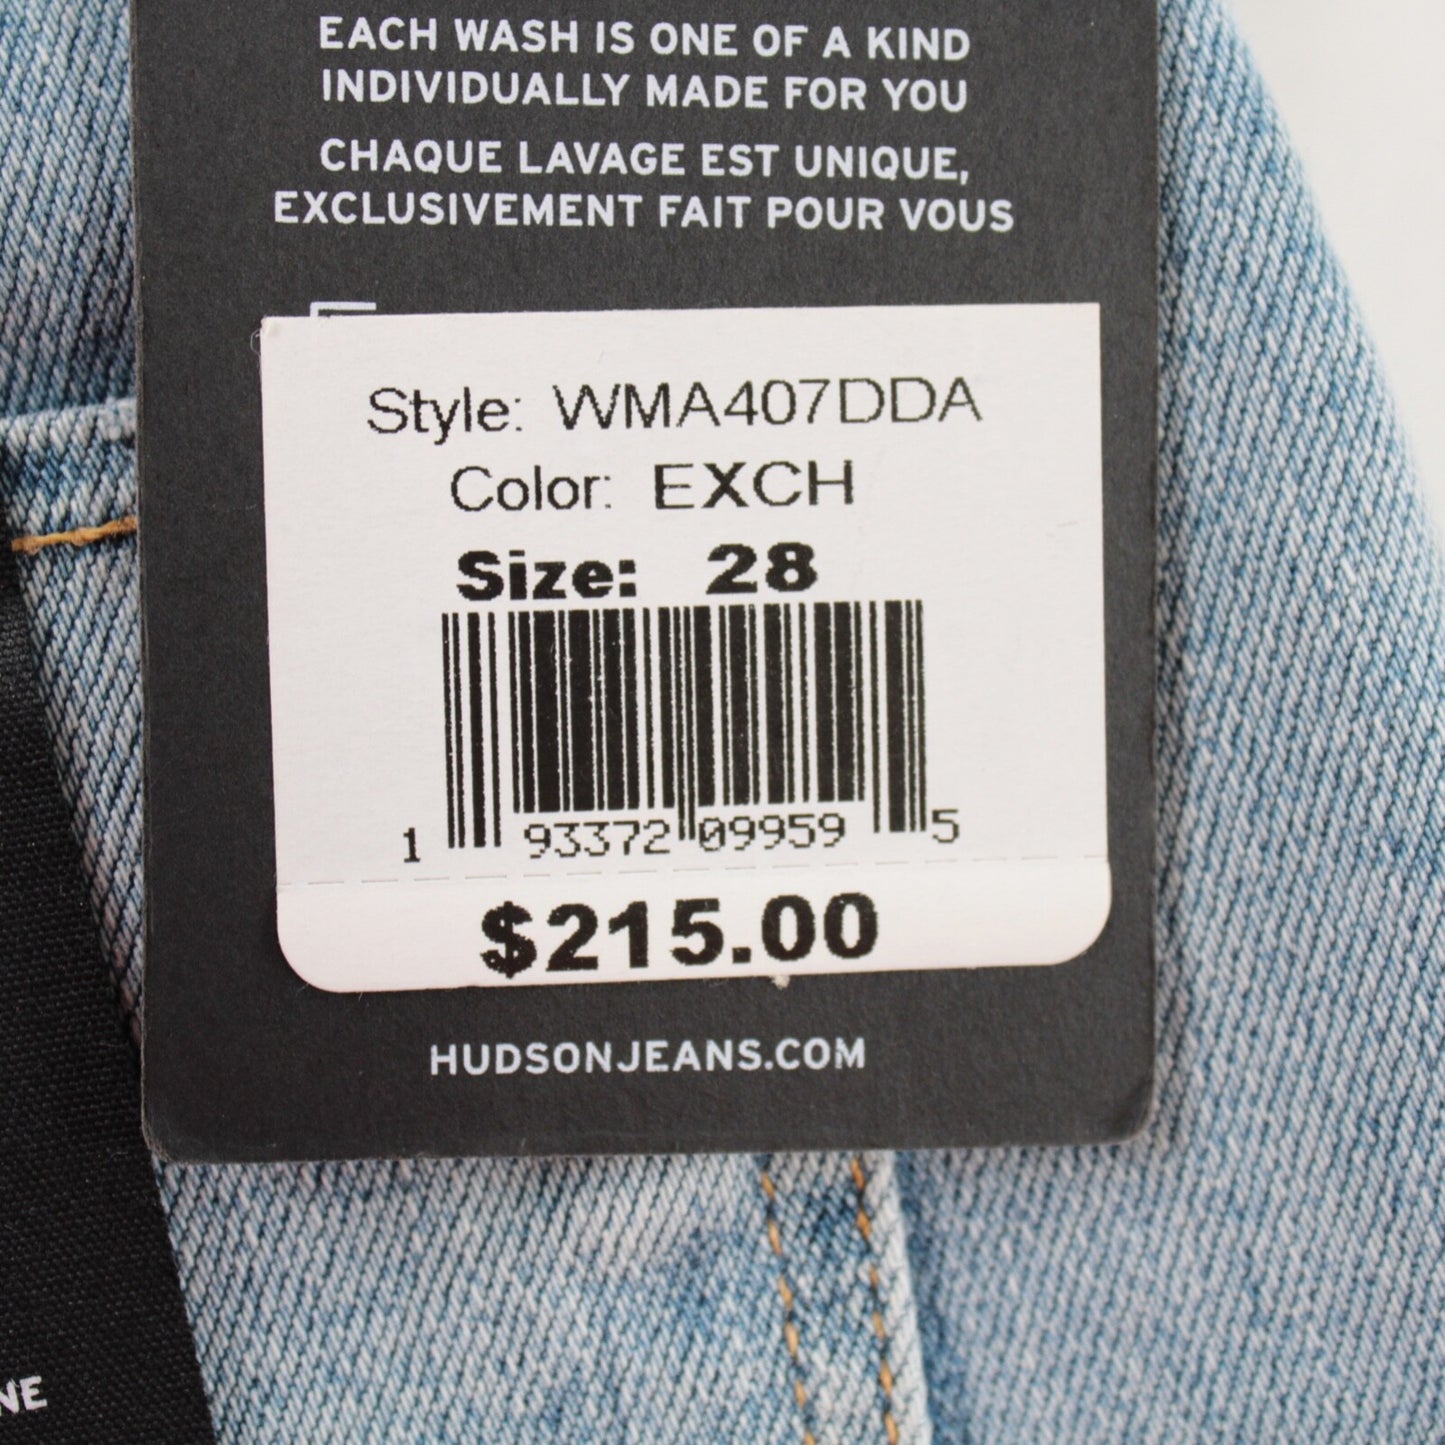 EACH WASH IS ONE OF A KIND
INDIVIDUALLY MADE FOR YOU
CHAQUE LAVAGE EST UNIQUE,
EXCLUSIVEMENT FAIT POUR VOUS
Style: WMA407DDA
Color: EXCH
Size: 28
1 93372 09959 5
$215.00
HUDSONJEANS.COM
NE